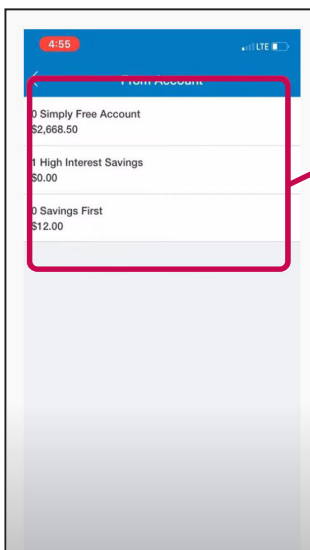 4:55
LTE
From Account
0 Simply Free Account
$2,668.50
1 High Interest Savings
$0.00
0 Savings First
$12.00